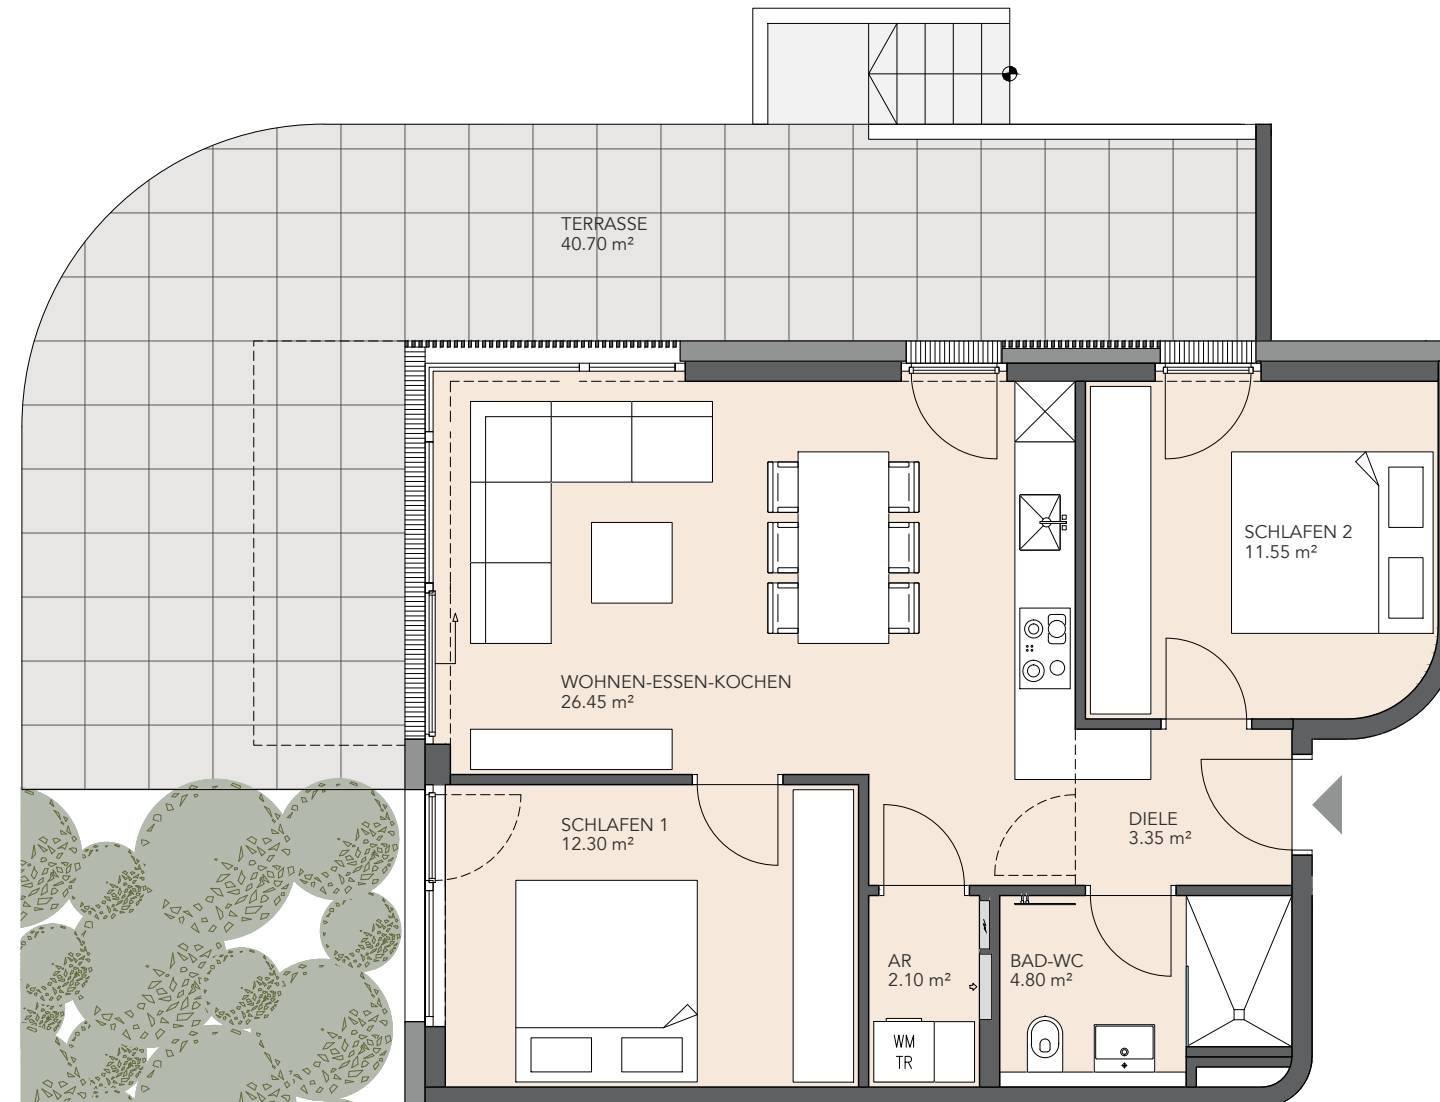 TERRASSE
40.70 m²
SCHLAFEN 2
11.55 m²
WOHNEN-ESSEN-KOCHEN
26.45 m²
SCHLAFEN 1
12.30 m²
DIELE
3.35 m²
AR
2.10 m²
BAD-WC
4.80 m²
WM
TR